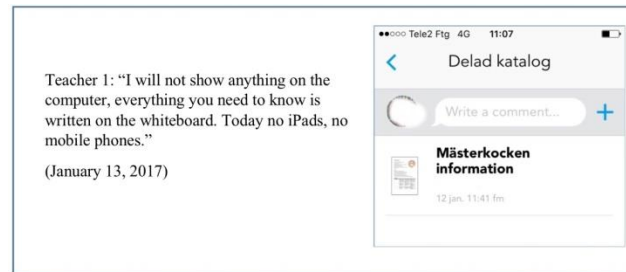 Teacher 1: “I will not show anything on the
computer, everything you need to know is
written on the whiteboard. Today no iPads, no
mobile phones.”
(January 13, 2017)
Tele2 Ftg 4G 11:07
Delad katalog
Write a comment...
Mästerkocken
information
12 jan. 11:41 fm